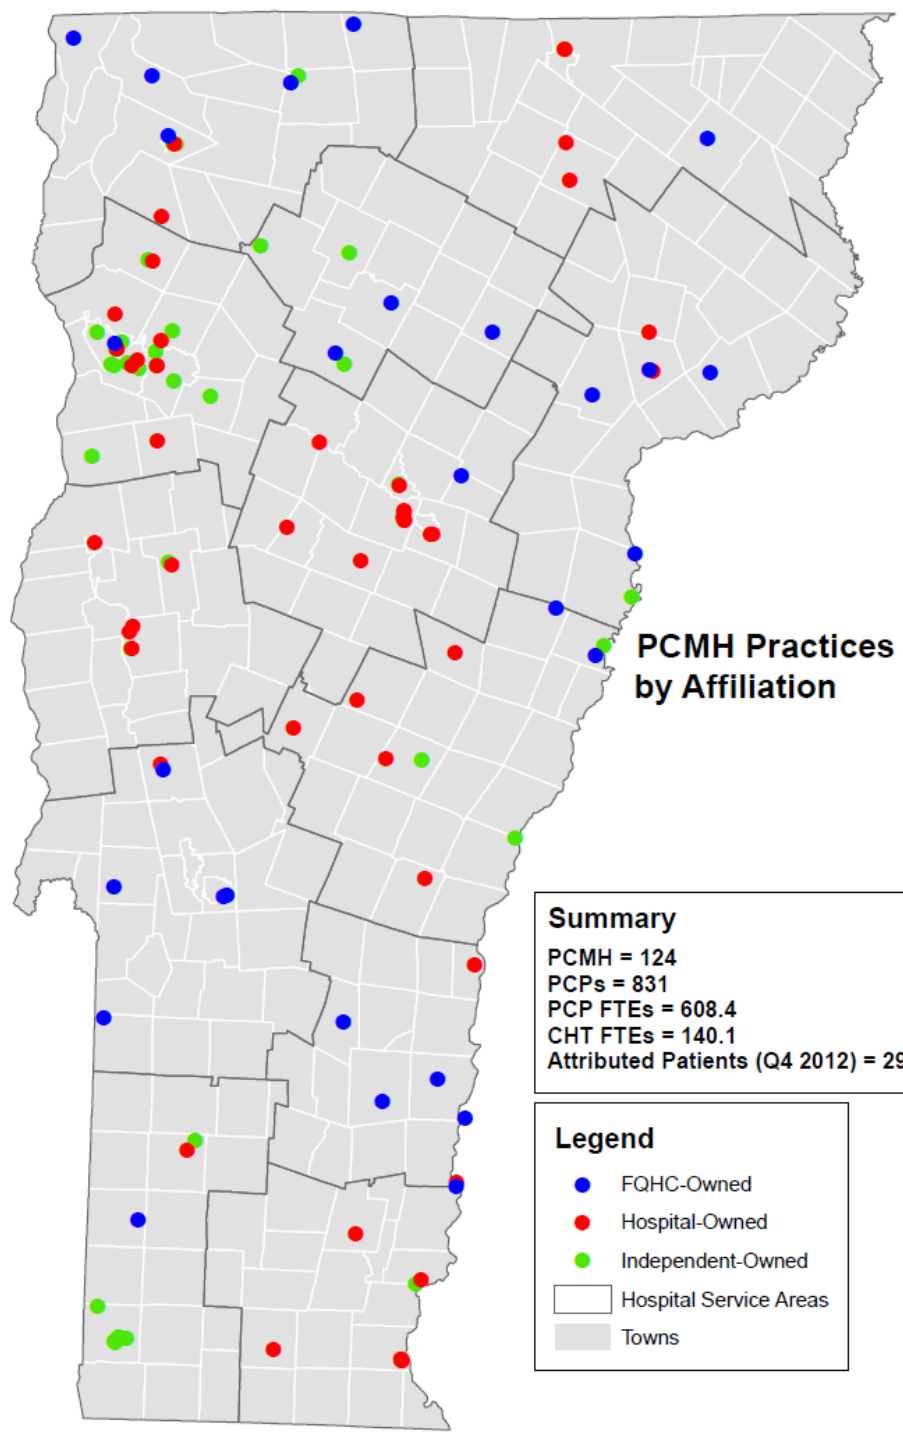 PCMH Practices
by Affiliation
Summary
PCMH = 124
PCPs = 831
PCP FTEs = 608.4
CHT FTEs = 140.1
Attributed Patients (Q4 2012) = 29
Legend
FQHC-Owned
Hospital-Owned
Independent-Owned
Hospital Service Areas
Towns